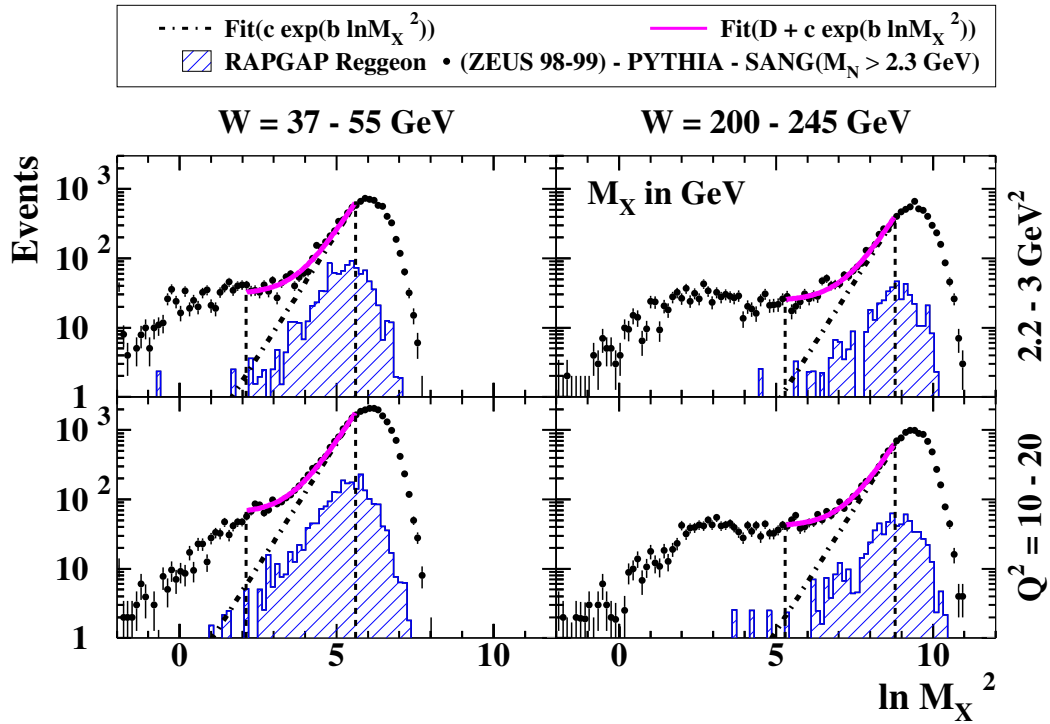 Fit(c exp(b lnM_X^2)) Fit(D + c exp(b lnM_X^2))
RAPGAP Reggeon • (ZEUS 98-99) - PYTHIA - SANG(M_N > 2.3 GeV)
W = 37 - 55 GeV W = 200 - 245 GeV
Events
10^3
10^2
10
1
M_X in GeV
2.2 - 3 GeV^2
10^3
10^2
10
1
Q^2 = 10 - 20
0 5 10 0 5 10
ln M_X^2